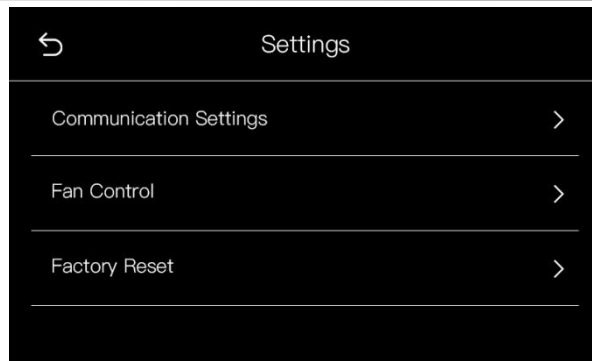 Settings
Communication Settings
Fan Control
Factory Reset